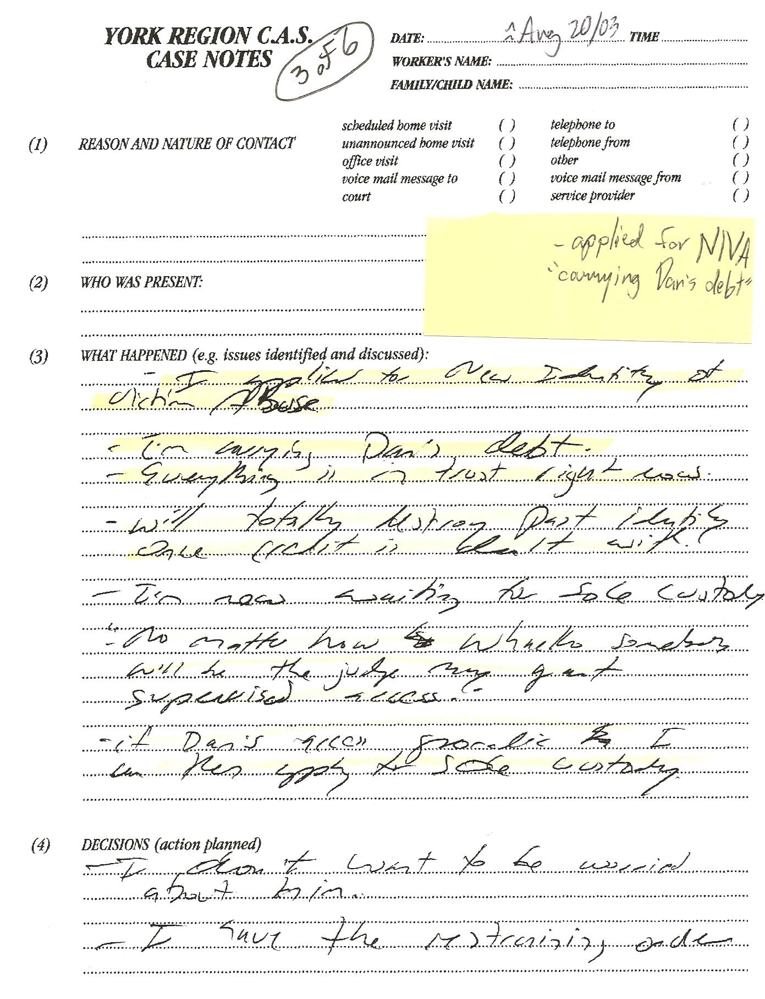 YORK REGION C.A.S.
CASE NOTES
3 of 6
DATE: Aug 20/03 TIME
WORKER'S NAME:
FAMILY/CHILD NAME:
(1) REASON AND NATURE OF CONTACT
scheduled home visit ( ) telephone to ( )
unannounced home visit ( ) telephone from ( )
office visit ( ) other ( )
voice mail message to ( ) voice mail message from ( )
court ( ) service provider ( )
- applied for NIVA
"carrying Dan's debt"
(2) WHO WAS PRESENT:
(3) WHAT HAPPENED (e.g. issues identified and discussed):
- I applied for New Identity of
Victim Abuse
- I'm carrying Dan's debt.
- Everything is in trust right now.
- will totally destroy past identity
once credit is dealt with.
- I'm now waiting for sole custody
"- No matter how somebody
will be the judge may grant
supervised access."
- if Dan's access I
can then apply for sole custody.
(4) DECISIONS (action planned)
- I don't want to be worried
about him.
- I have the restraining order